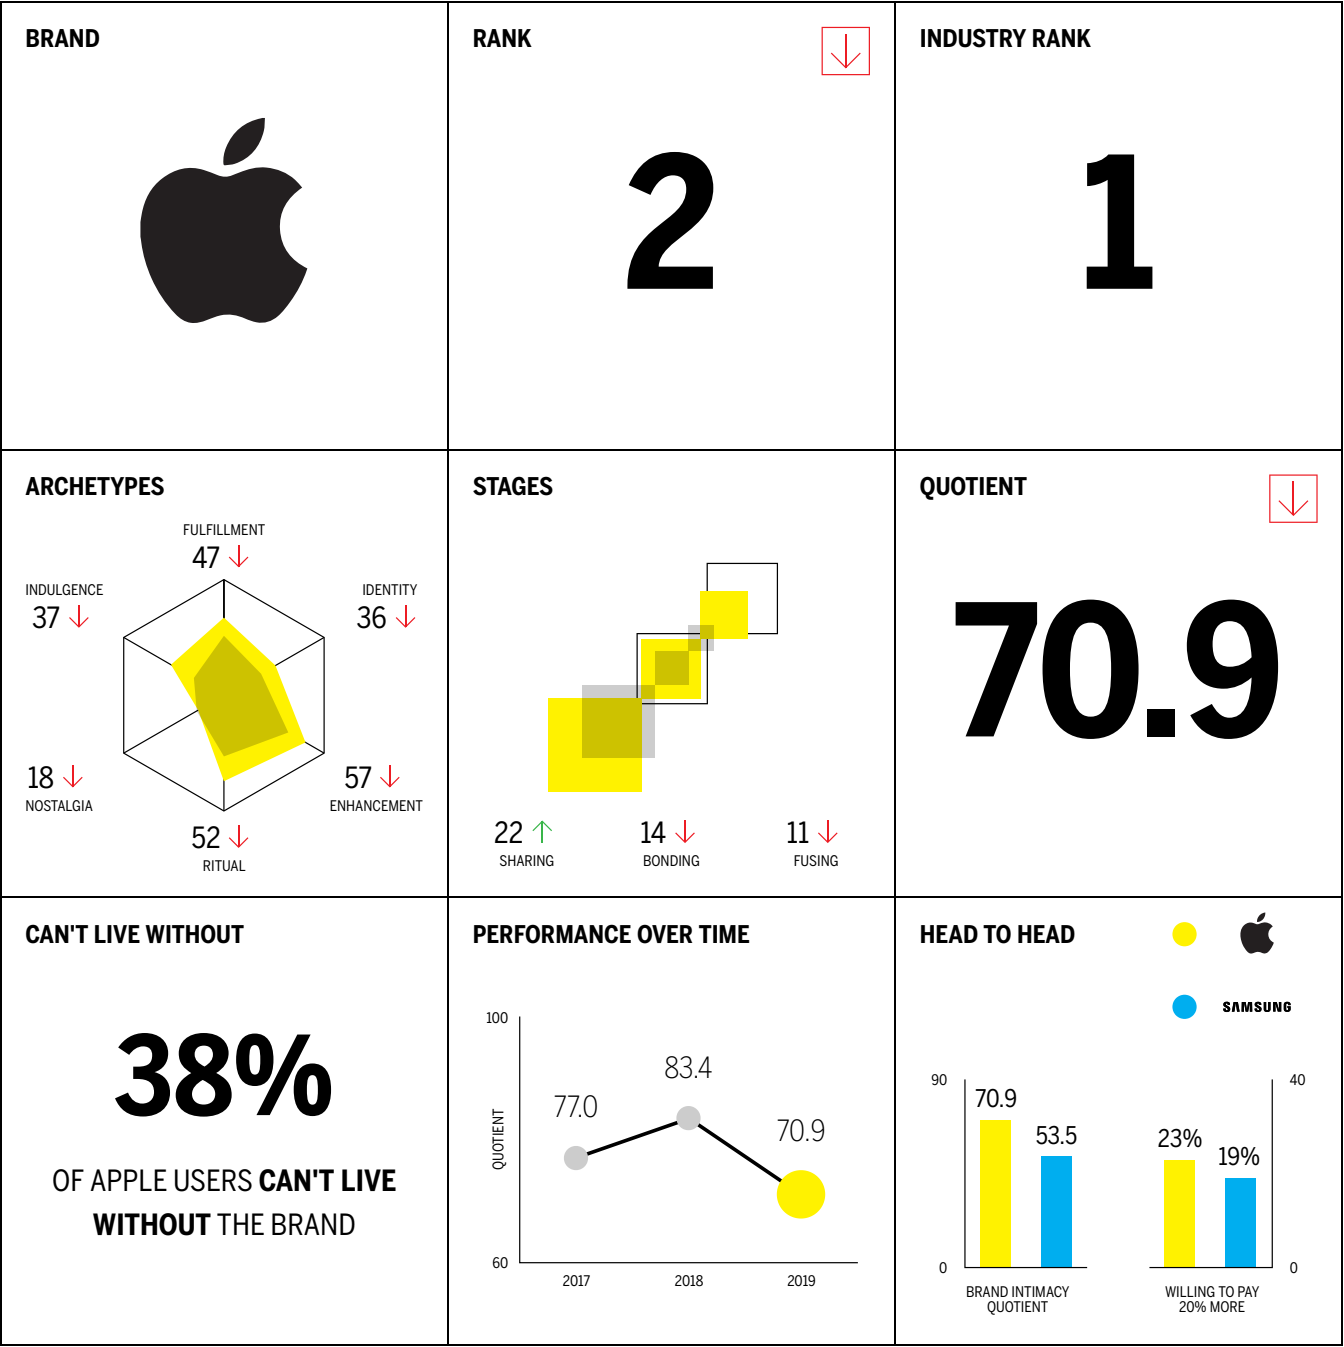 BRAND
RANK
2
INDUSTRY RANK
1
ARCHETYPES
FULFILLMENT
47
INDULGENCE
37
IDENTITY
36
18
NOSTALGIA
57
ENHANCEMENT
52
RITUAL
STAGES
22
SHARING
14
BONDING
11
FUSING
QUOTIENT
70.9
CAN'T LIVE WITHOUT
38%
OF APPLE USERS CAN'T LIVE
WITHOUT THE BRAND
PERFORMANCE OVER TIME
100
QUOTIENT
60
77.0
83.4
70.9
2017
2018
2019
HEAD TO HEAD
SAMSUNG
90
0
70.9
53.5
BRAND INTIMACY
QUOTIENT
23%
19%
40
0
WILLING TO PAY
20% MORE